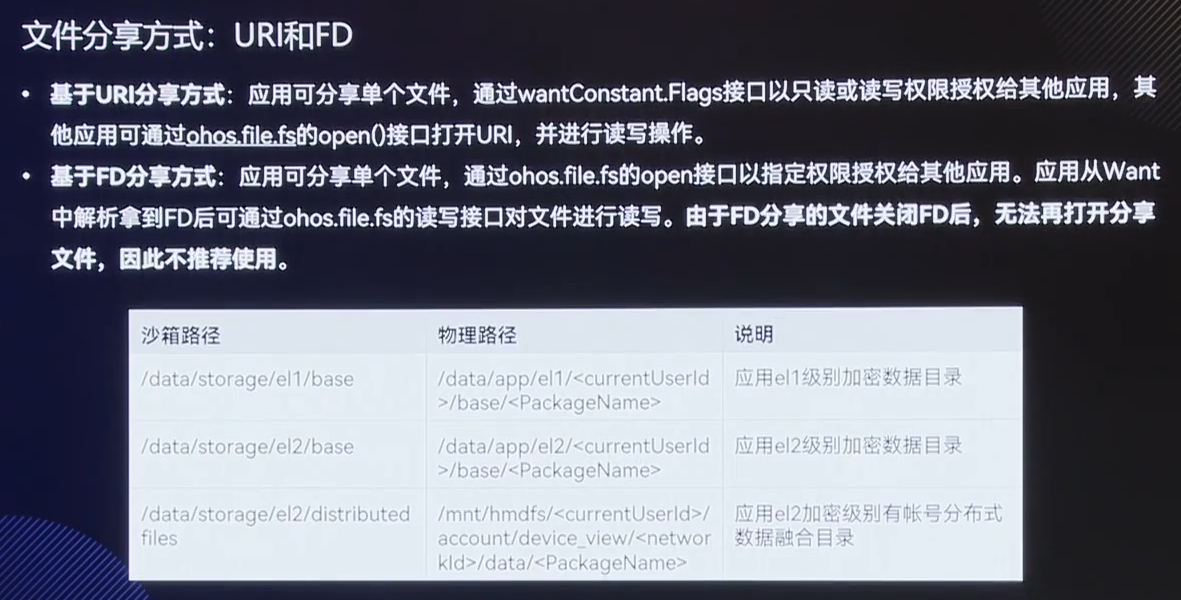 文件分享方式：URI和FD
• 基于URI分享方式：应用可分享单个文件，通过wantConstant.Flags接口以只读或读写权限授权给其他应用，其
他应用可通过ohos.file.fs的open()接口打开URI，并进行读写操作。
• 基于FD分享方式：应用可分享单个文件，通过ohos.file.fs的open接口以指定权限授权给其他应用。应用从Want
中解析拿到FD后可通过ohos.file.fs的读写接口对文件进行读写。由于FD分享的文件关闭FD后，无法再打开分享
文件，因此不推荐使用。
沙箱路径 物理路径 说明
/data/storage/el1/base /data/app/el1/<currentUserId 应用el1级别加密数据目录
>/base/<PackageName>
/data/storage/el2/base /data/app/el2/<currentUserId 应用el2级别加密数据目录
>/base/<PackageName>
/data/storage/el2/distributed /mnt/hmdfs/<currentUserId>/ 应用el2加密级别有帐号分布式
files account/device_view/<networ 数据融合目录
kId>/data/<PackageName>